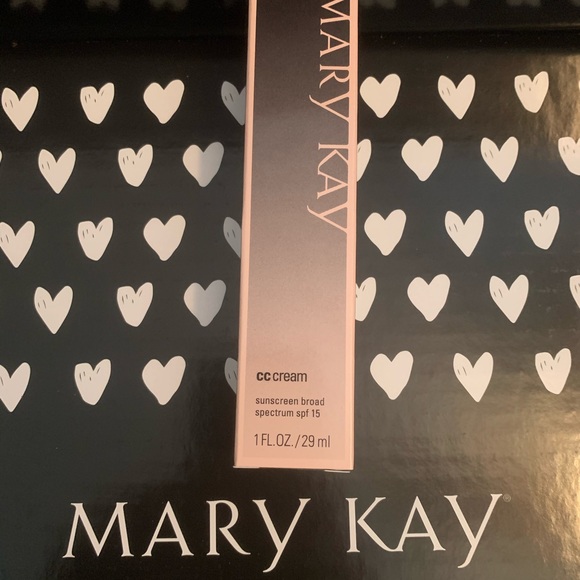 MARY KAY
cc cream
sunscreen broad
spectrum spf 15
1 FL.OZ./29 ml
MARY KAY®